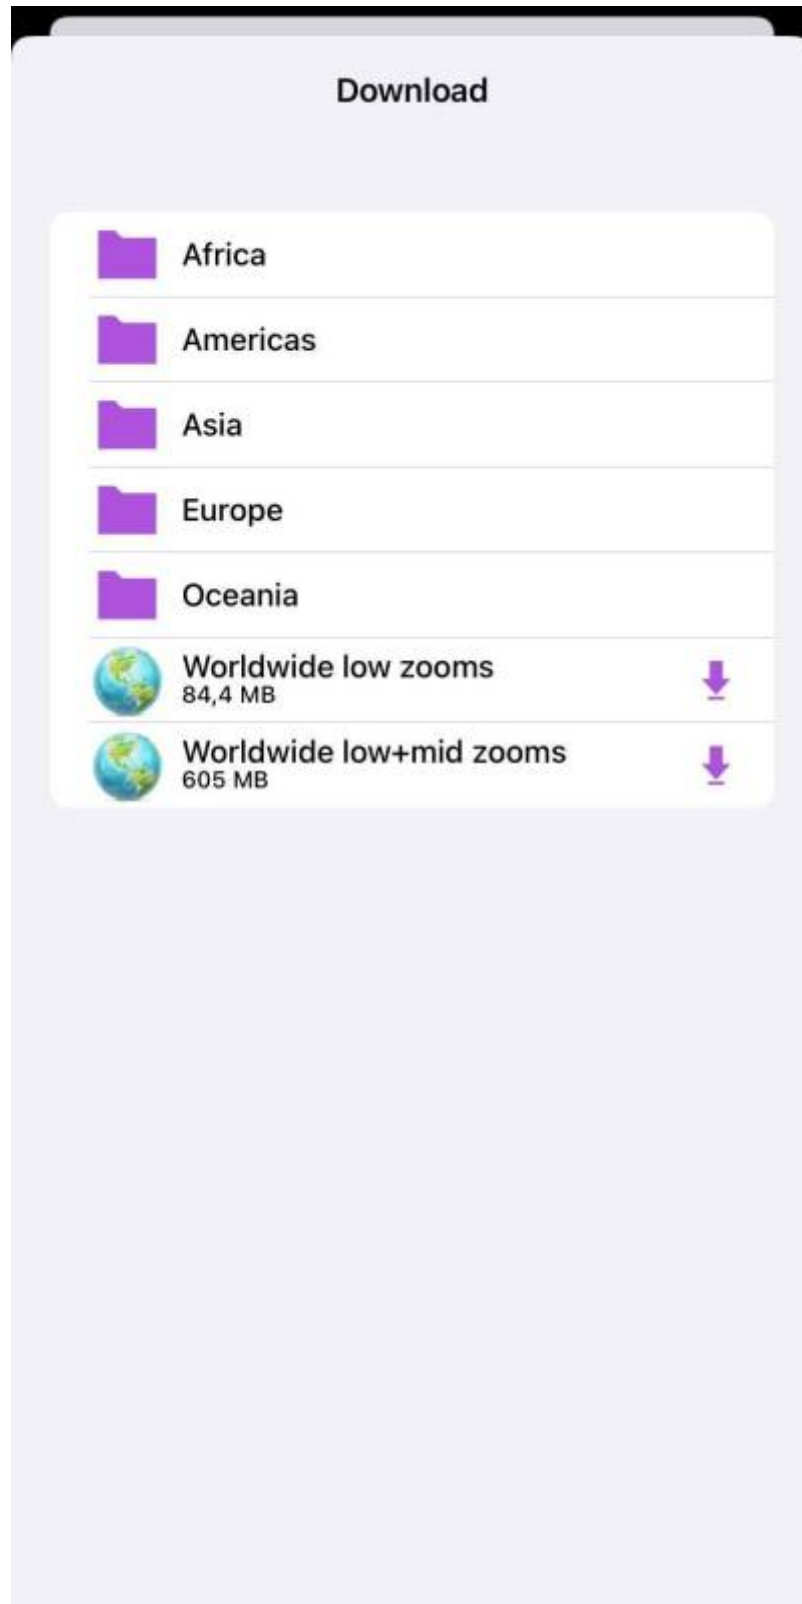 Download
Africa
Americas
Asia
Europe
Oceania
Worldwide low zooms
84,4 MB
Worldwide low+mid zooms
605 MB